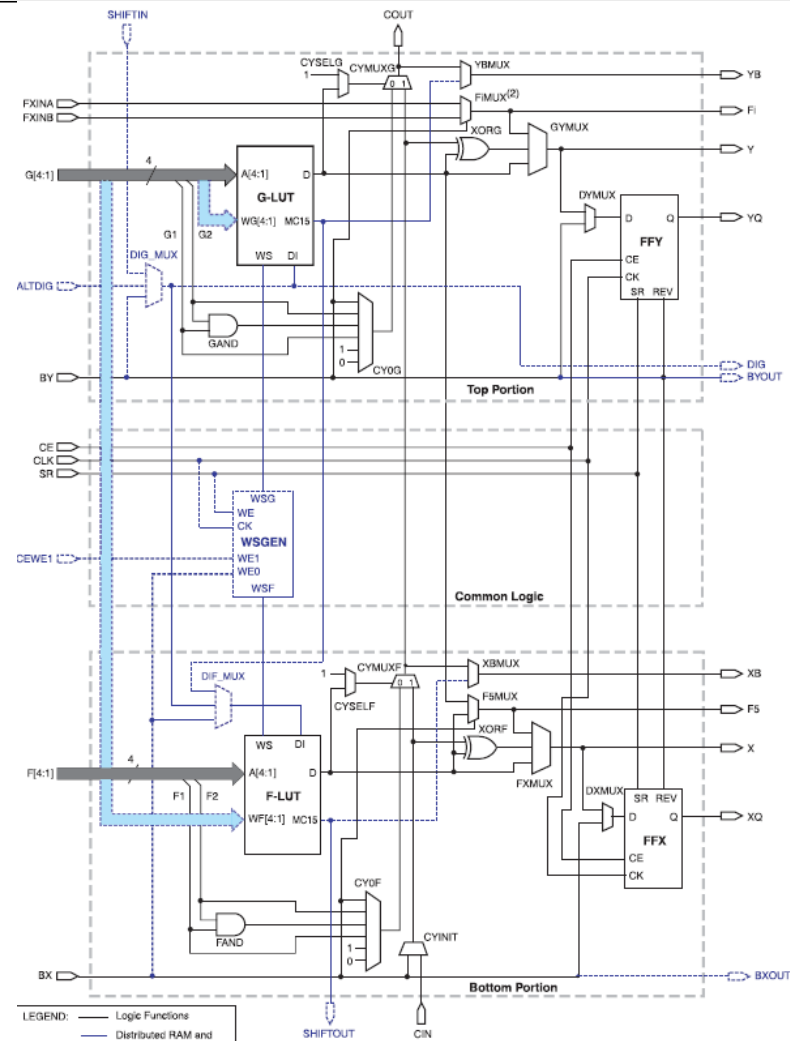 SHIFTIN
COUT
CYSELG
CYMUXG
YBMUX
1
0 1
YB
FXINA
FXINB
FiMUX(2)
Fi
XORG
GYMUX
Y
G[4:1]
4
A[4:1]
D
G-LUT
WG[4:1]
MC15
G1
G2
WS
DI
DYMUX
D
Q
YQ
FFY
CE
CK
SR REV
DIG_MUX
ALTDIG
GAND
1
0
CY0G
DIG
BY
BYOUT
Top Portion
CE
CLK
SR
WSG
WE
CK
WSGEN
CEWE1
WE1
WE0
WSF
Common Logic
DIF_MUX
1
CYMUXF
0 1
CYSELF
XBMUX
XB
F5MUX
F5
XORF
X
FXMUX
WS
DI
F[4:1]
4
A[4:1]
D
F-LUT
F1
F2
WF[4:1]
MC15
DXMUX
SR REV
D
Q
XQ
FFX
CE
CK
CY0F
FAND
1
0
CYINIT
BX
BXOUT
Bottom Portion
LEGEND:
Logic Functions
Distributed RAM and
SHIFTOUT
CIN